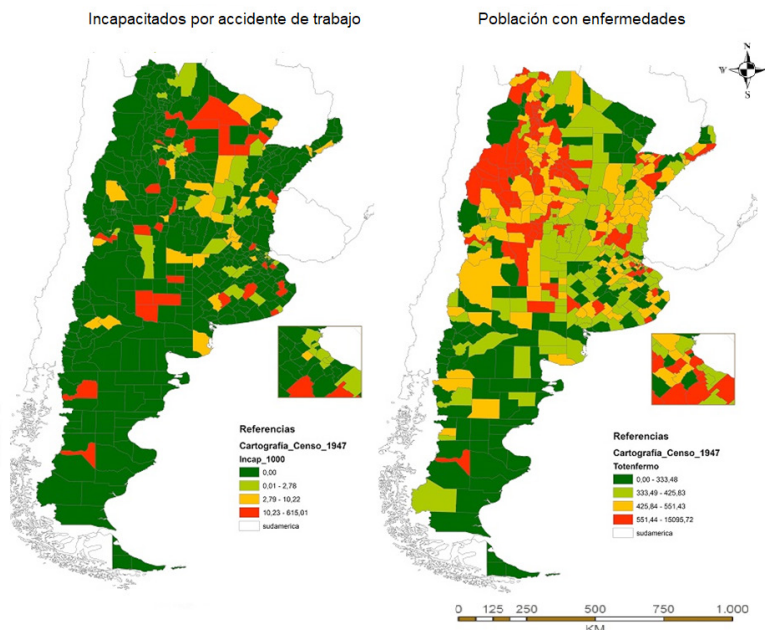 Incapacitados por accidente de trabajo
Población con enfermedades
N
W
E
S
Referencias
Cartografía_Censo_1947
Incap_1000
0,00
0,01 - 2,78
2,79 - 10,22
10,23 - 615,01
sudamerica
Referencias
Cartografía_Censo_1947
Totenfermo
0,00 - 333,48
333,49 - 425,83
425,84 - 551,43
551,44 - 15095,72
sudamerica
0 125 250 500 750 1.000
KM